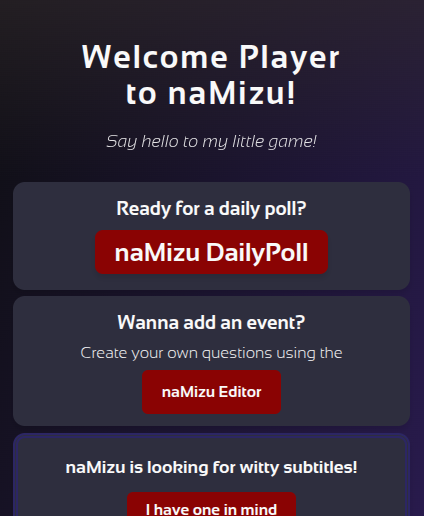 Welcome Player
to naMizu!
Say hello to my little game!
Ready for a daily poll?
naMizu DailyPoll
Wanna add an event?
Create your own questions using the
naMizu Editor
naMizu is looking for witty subtitles!
I have one in mind